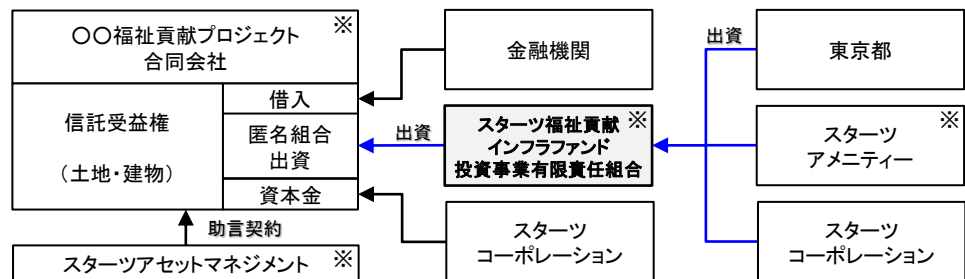 〇〇福祉貢献プロジェクト ※
合同会社
信託受益権
(土地・建物)
借入
匿名組合
出資
資本金
助言契約
スターツアセットマネジメント ※
金融機関
出資
スターツ福祉貢献 ※
インフラファンド
投資事業有限責任組合
スターツ
コーポレーション
出資
東京都
スターツ ※
アメニティー
スターツ
コーポレーション